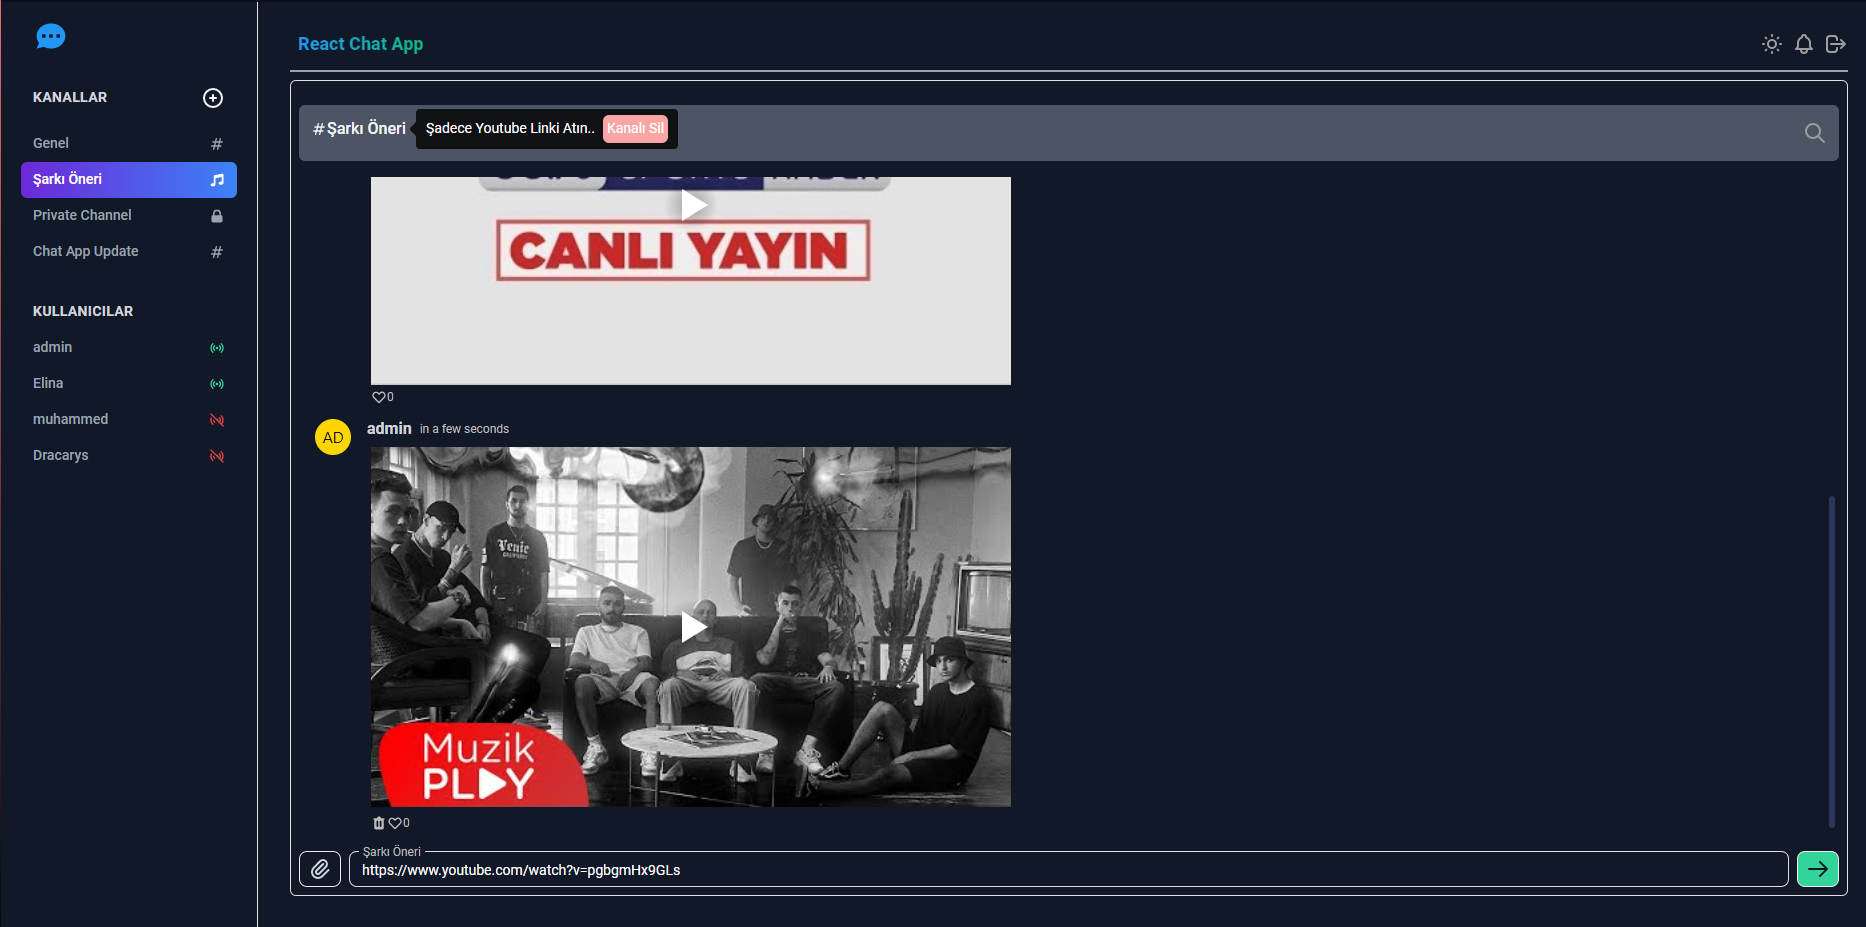 React Chat App
KANALLAR
Genel #
Şarkı Öneri
Private Channel
Chat App Update #
KULLANICILAR
admin
Elina
muhammed
Dracarys
#Şarkı Öneri
Şadece Youtube Linki Atın..
Kanalı Sil
CANLI YAYIN
0
AD
admin in a few seconds
Venice
Muzik
PLAY
0
Şarkı Öneri
https://www.youtube.com/watch?v=pgbgmHx9GLs